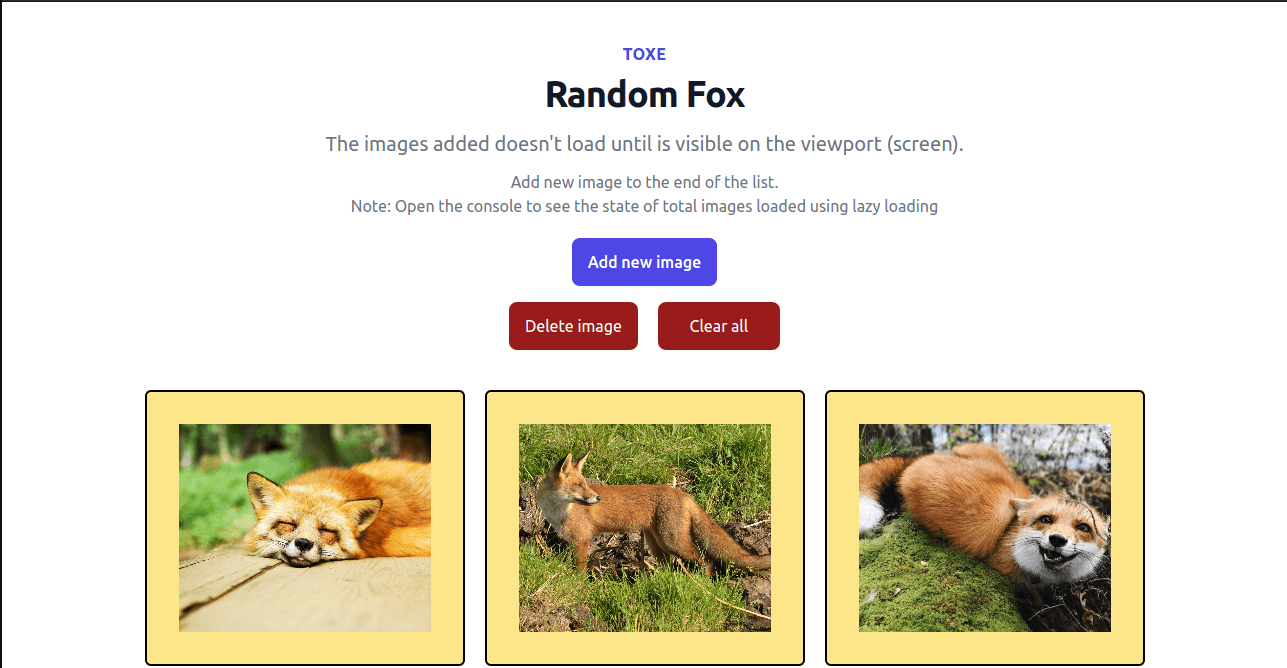 TOXE
Random Fox
The images added doesn't load until is visible on the viewport (screen).
Add new image to the end of the list.
Note: Open the console to see the state of total images loaded using lazy loading
Add new image
Delete image
Clear all